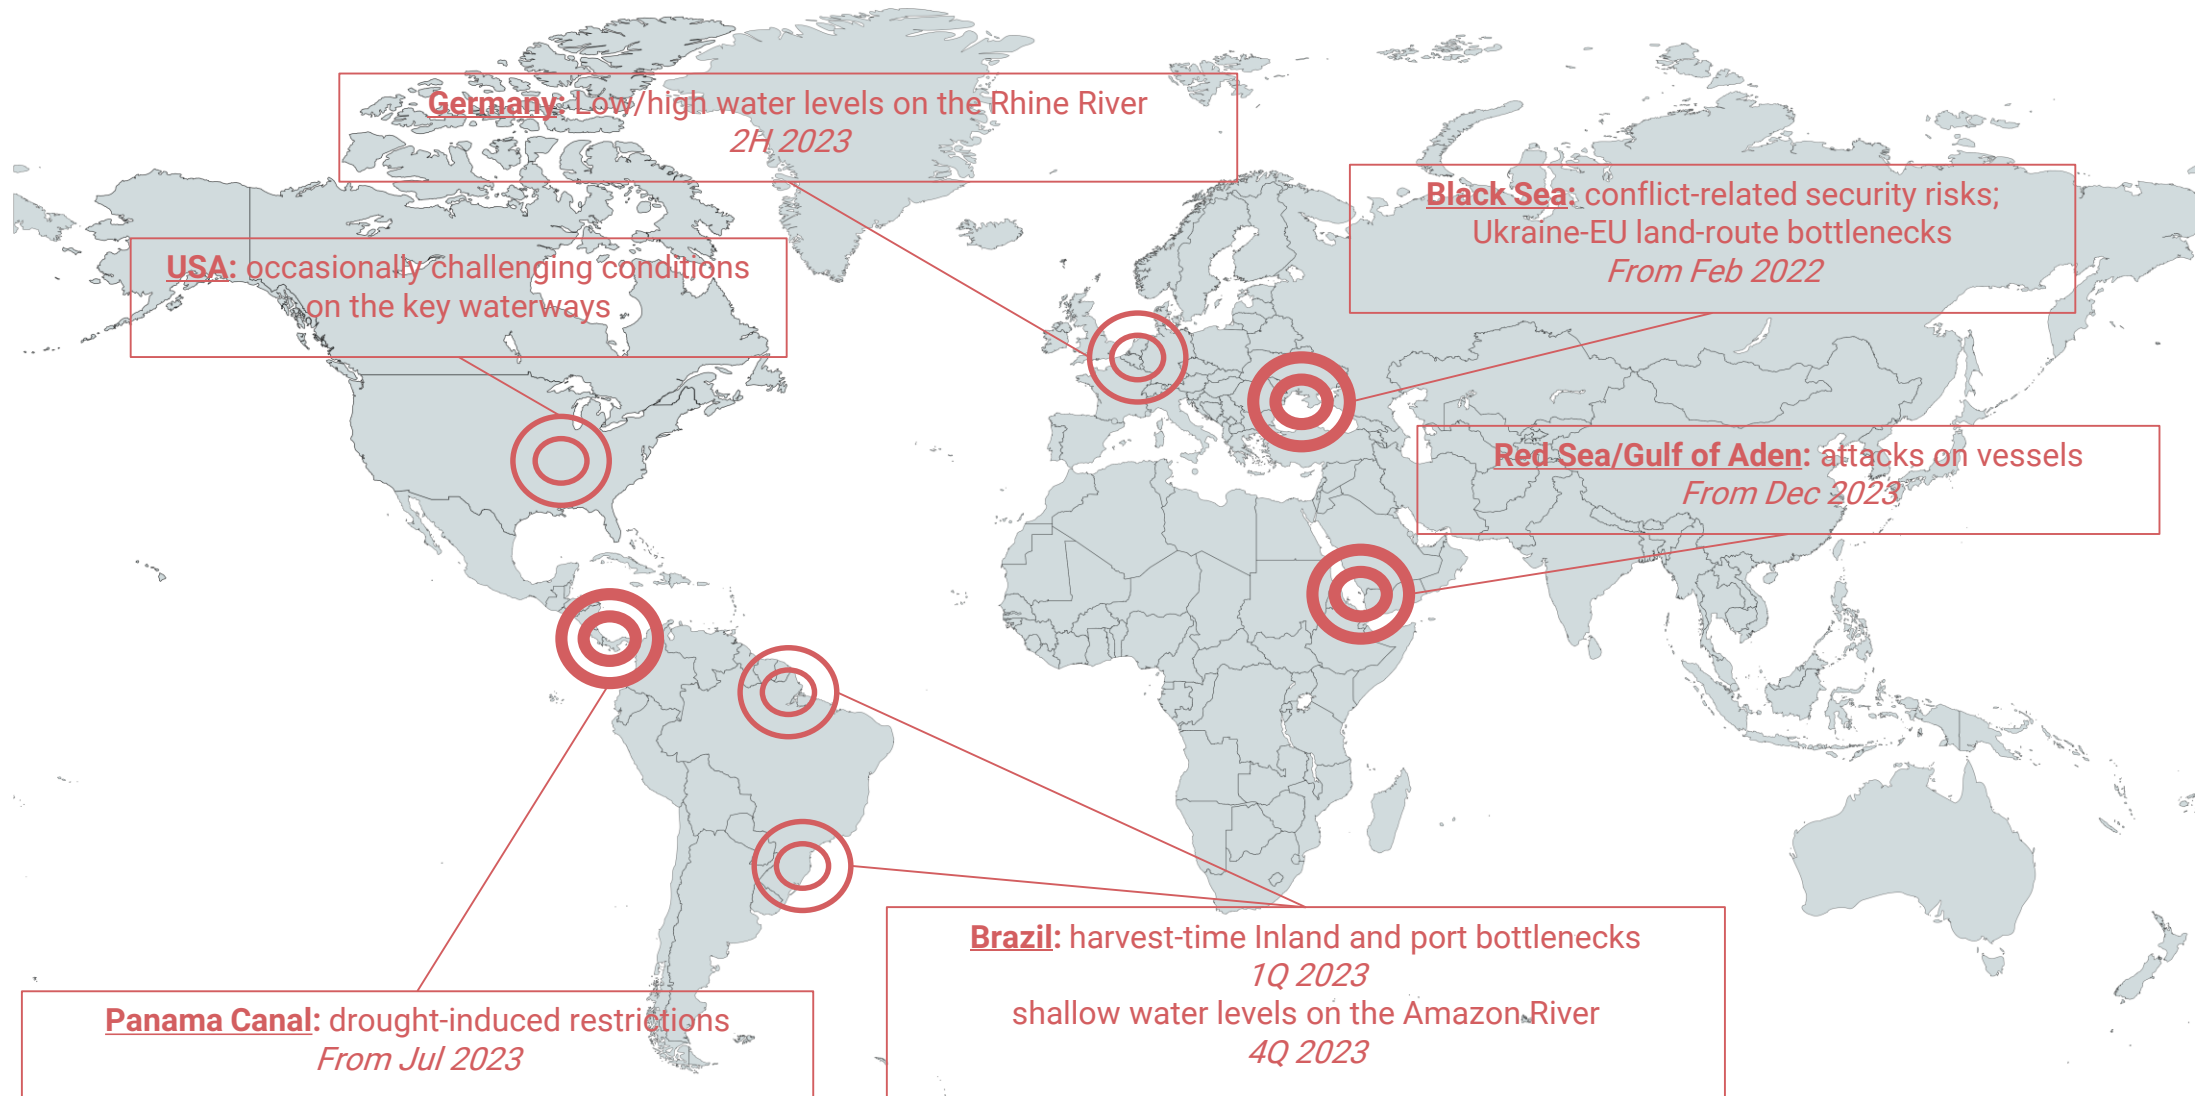 Germany: Low/high water levels on the Rhine River
2H 2023
Black Sea: conflict-related security risks;
Ukraine-EU land-route bottlenecks
From Feb 2022
USA: occasionally challenging conditions
on the key waterways
Red Sea/Gulf of Aden: attacks on vessels
From Dec 2023
Brazil: harvest-time Inland and port bottlenecks
1Q 2023
shallow water levels on the Amazon River
4Q 2023
Panama Canal: drought-induced restrictions
From Jul 2023